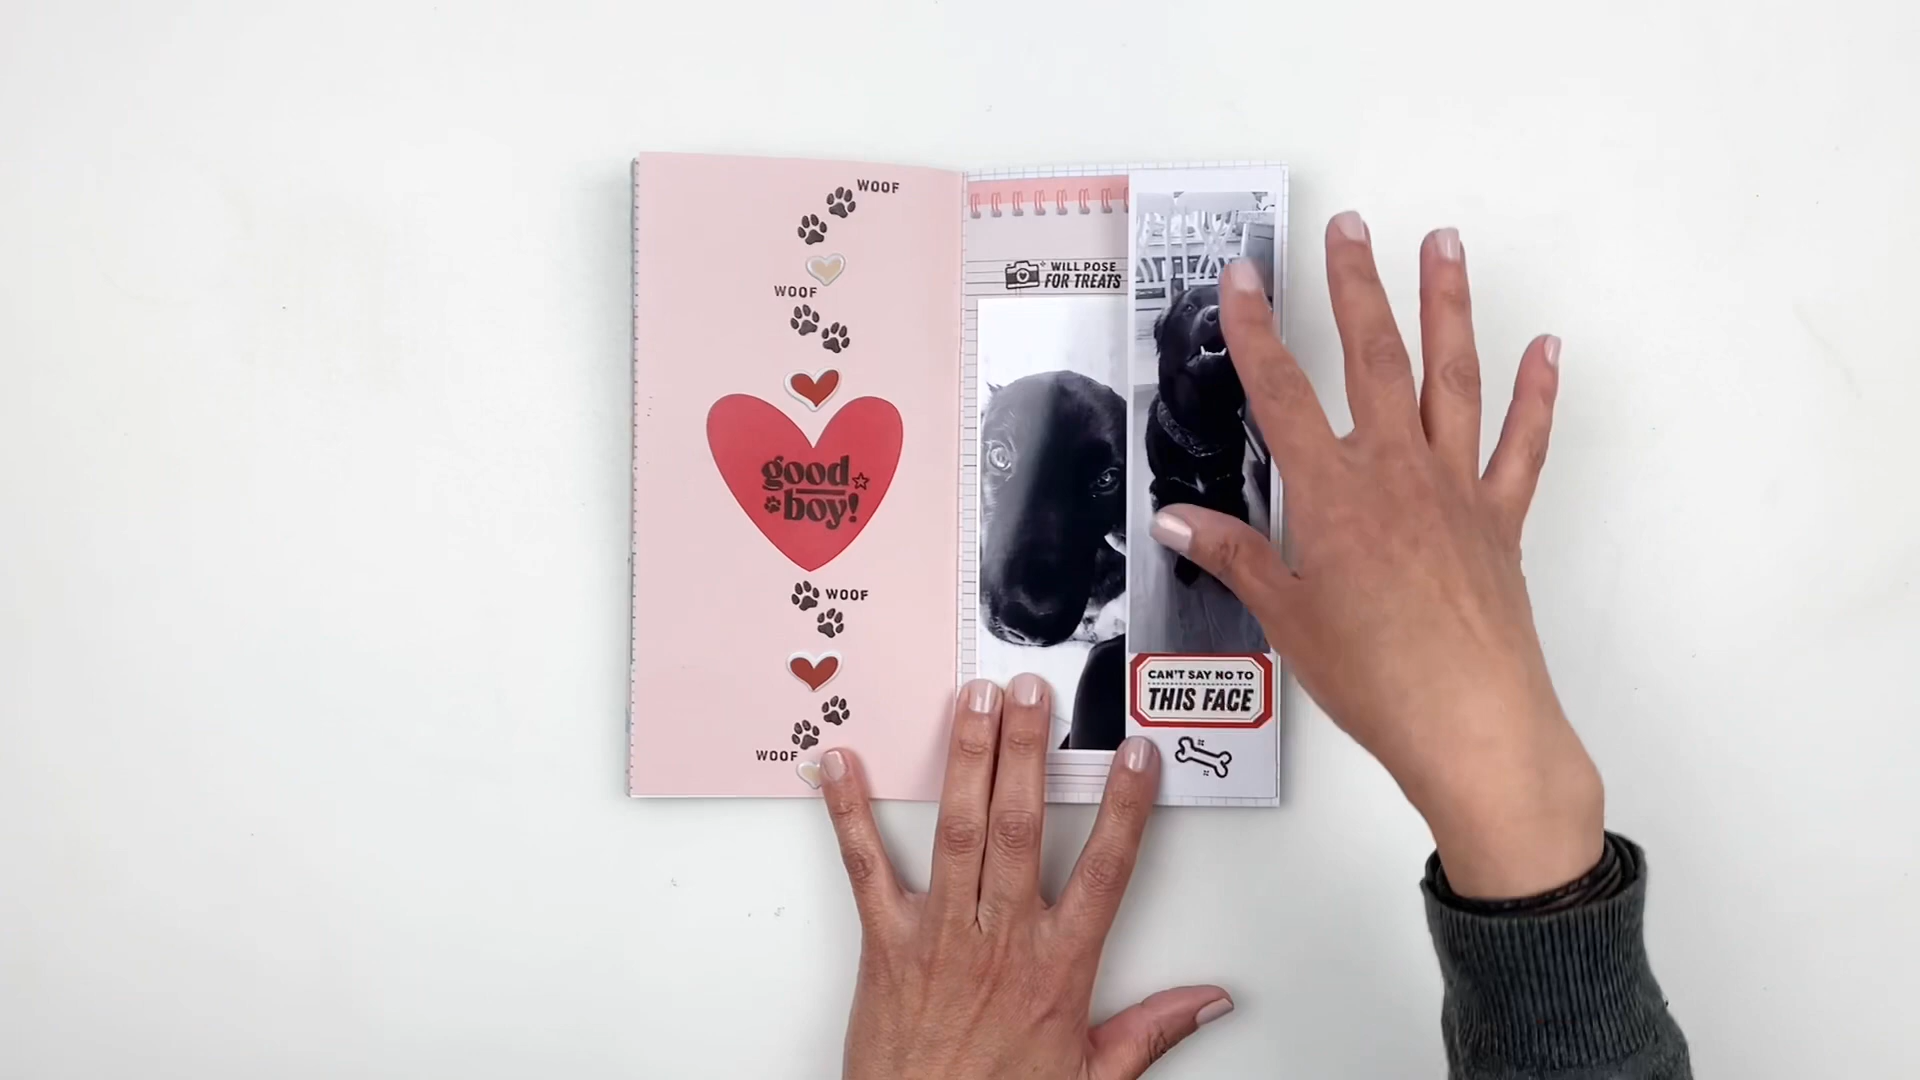 WOOF
WOOF
good
boy!
WOOF
WOOF
WILL POSE
FOR TREATS
CAN'T SAY NO TO
THIS FACE